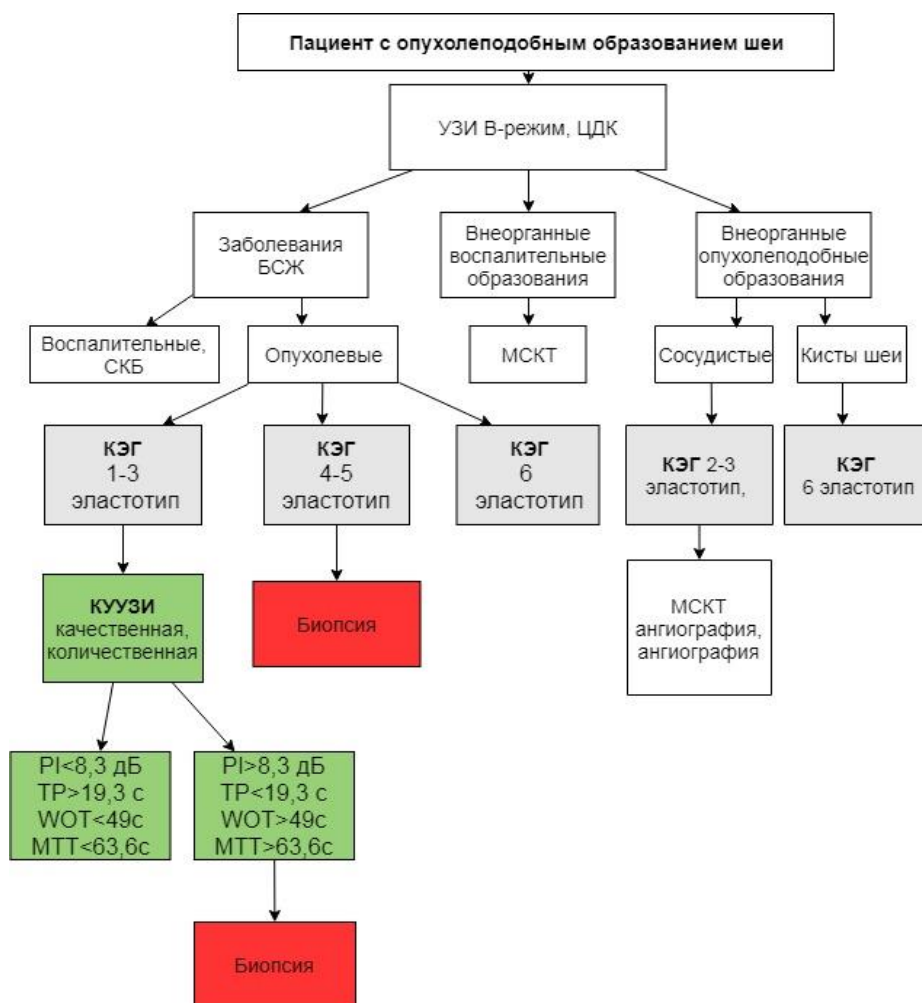 Пациент с опухолеподобным образованием шеи
УЗИ В-режим, ЦДК
Заболевания
БСЖ
Внеорганные
воспалительные
образования
Внеорганные
опухолеподобные
образования
Воспалительные,
СКБ
Опухолевые
МСКТ
Сосудистые
Кисты шеи
КЭГ
1-3
эластотип
КЭГ
4-5
эластотип
КЭГ
6
эластотип
КЭГ 2-3
эластотип,
КЭГ
6 эластотип
КУУЗИ
качественная,
количественная
Биопсия
МСКТ
ангиография,
ангиография
PI<8,3 дБ
TP>19,3 с
WOT<49с
MTT<63,6с
PI>8,3 дБ
TP<19,3 с
WOT>49с
MTT>63,6с
Биопсия